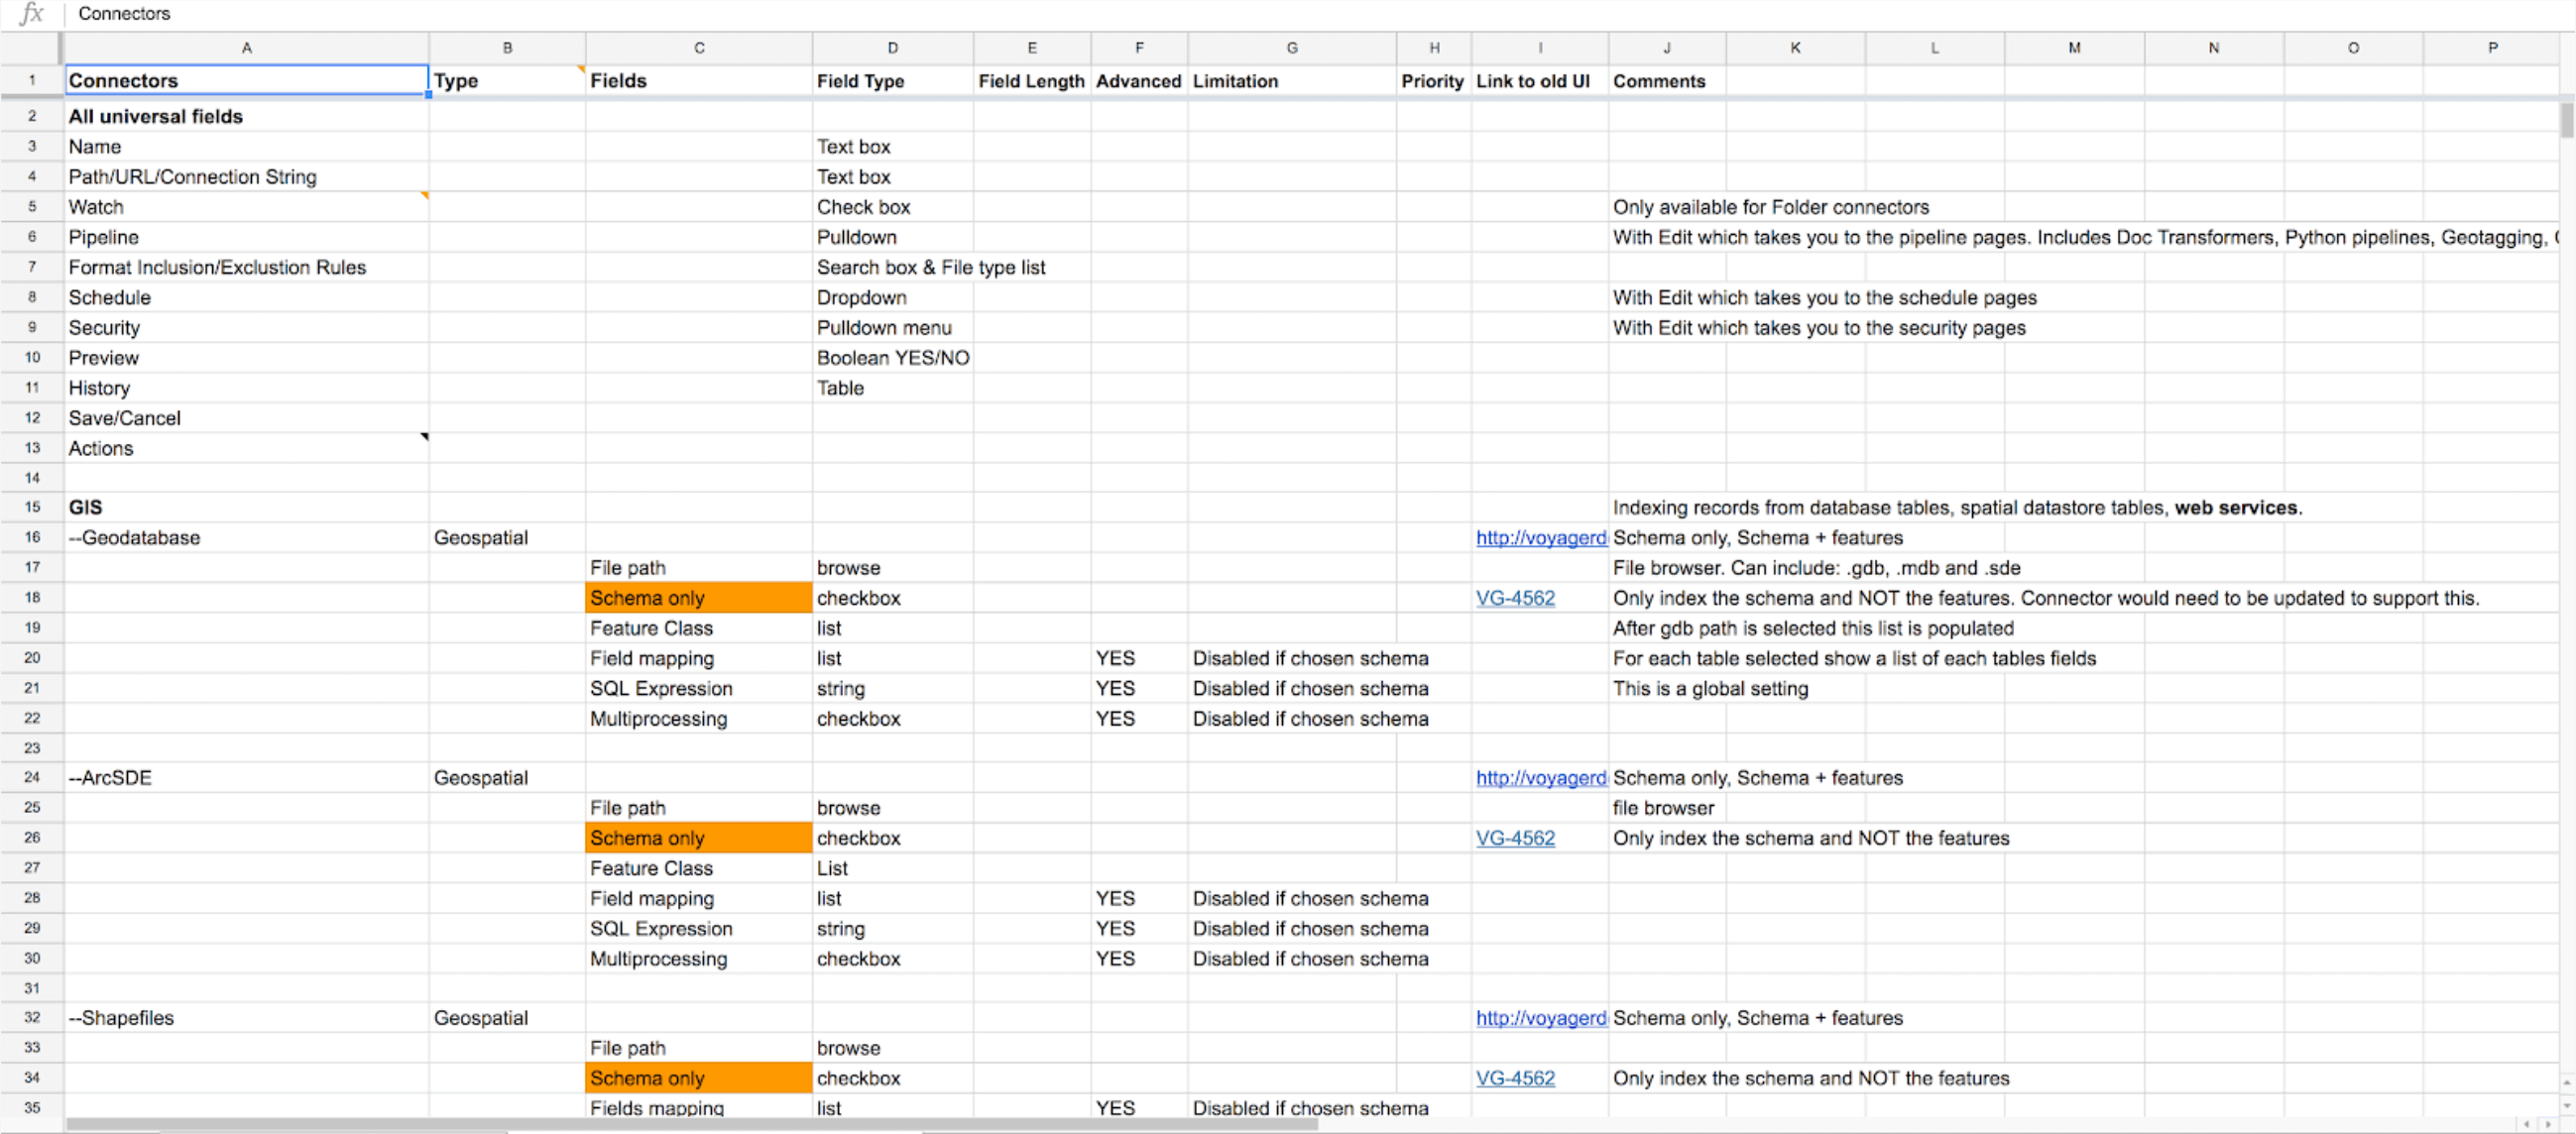 fx Connectors
A B C D E F G H I J K L M N O P
1 Connectors Type Fields Field Type Field Length Advanced Limitation Priority Link to old UI Comments
2 All universal fields
3 Name Text box
4 Path/URL/Connection String Text box
5 Watch Check box Only available for Folder connectors
6 Pipeline Pulldown With Edit which takes you to the pipeline pages. Includes Doc Transformers, Python pipelines, Geotagging,
7 Format Inclusion/Exclustion Rules Search box & File type list
8 Schedule Dropdown With Edit which takes you to the schedule pages
9 Security Pulldown menu With Edit which takes you to the security pages
10 Preview Boolean YES/NO
11 History Table
12 Save/Cancel
13 Actions
14
15 GIS Indexing records from database tables, spatial datastore tables, web services.
16 --Geodatabase Geospatial http://voyagerd Schema only, Schema + features
17 File path browse File browser. Can include: .gdb, .mdb and .sde
18 Schema only checkbox VG-4562 Only index the schema and NOT the features. Connector would need to be updated to support this.
19 Feature Class list After gdb path is selected this list is populated
20 Field mapping list YES Disabled if chosen schema For each table selected show a list of each tables fields
21 SQL Expression string YES Disabled if chosen schema This is a global setting
22 Multiprocessing checkbox YES Disabled if chosen schema
23
24 --ArcSDE Geospatial http://voyagerd Schema only, Schema + features
25 File path browse file browser
26 Schema only checkbox VG-4562 Only index the schema and NOT the features
27 Feature Class List
28 Field mapping list YES Disabled if chosen schema
29 SQL Expression string YES Disabled if chosen schema
30 Multiprocessing checkbox YES Disabled if chosen schema
31
32 --Shapefiles Geospatial http://voyagerd Schema only, Schema + features
33 File path browse
34 Schema only checkbox VG-4562 Only index the schema and NOT the features
35 Fields mapping list YES Disabled if chosen schema